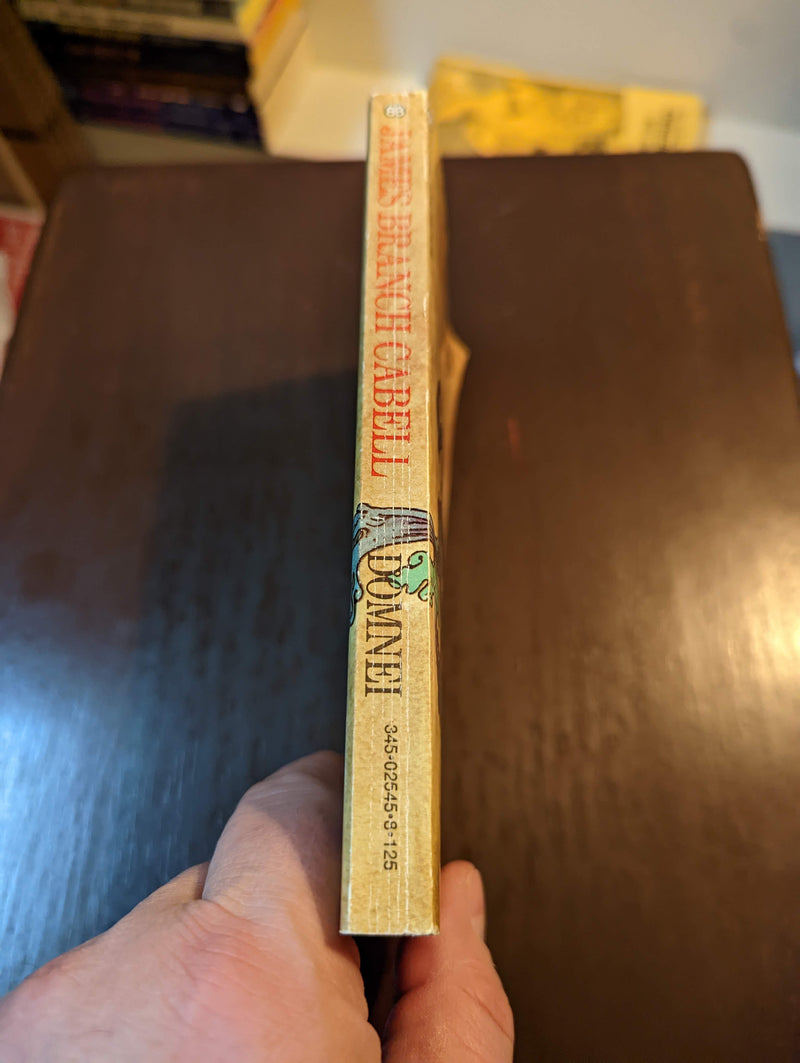 BB
JAMES BRANCH CABELL
DOMNEI
345•02545•8•125